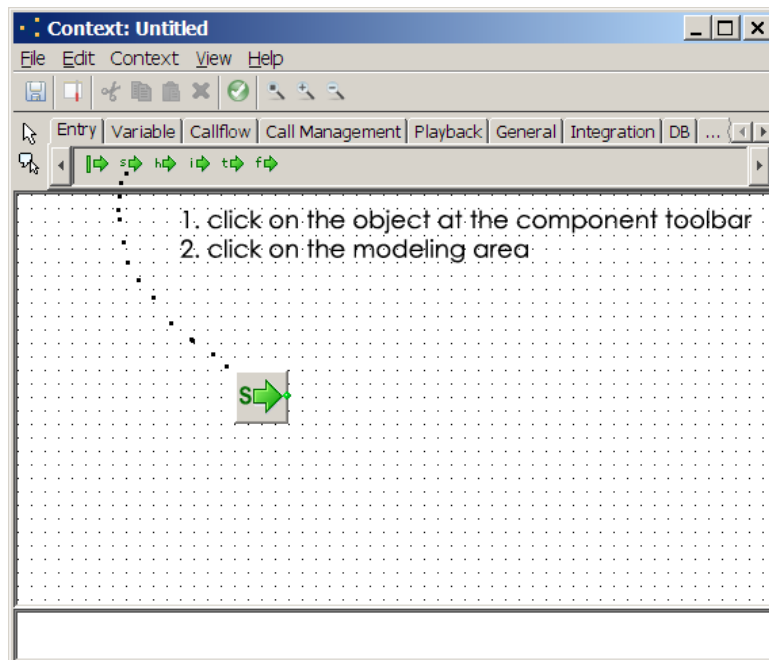 Context: Untitled
File Edit Context View Help
Entry Variable Callflow Call Management Playback General Integration DB ...
s h i t f
1. click on the object at the component toolbar
2. click on the modeling area
S